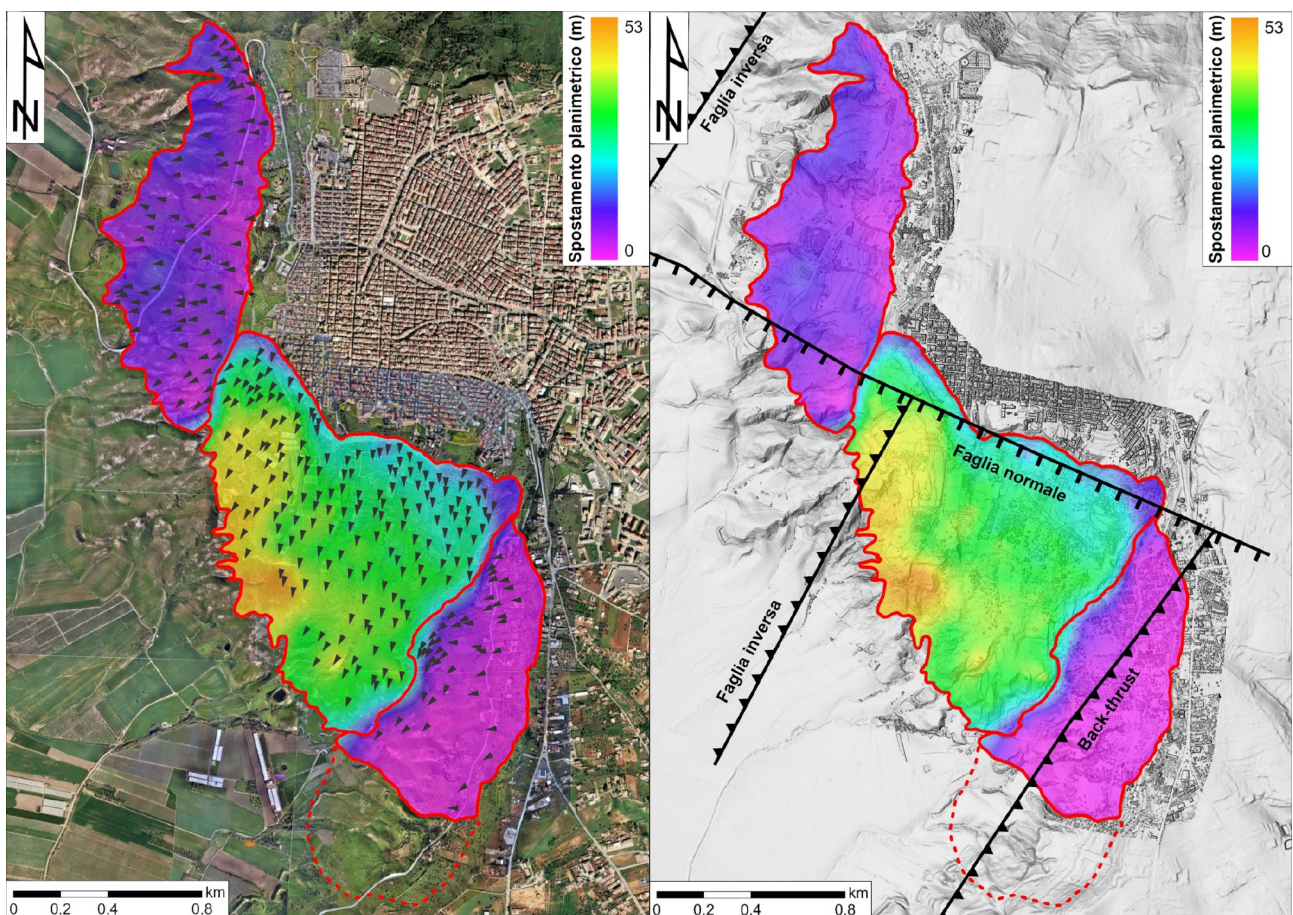 N
Spostamento planimetrico (m)
53
0
km
0 0.2 0.4 0.8
N
Faglia inversa
Spostamento planimetrico (m)
53
0
Faglia normale
Faglia inversa
Back-thrust
km
0 0.2 0.4 0.8